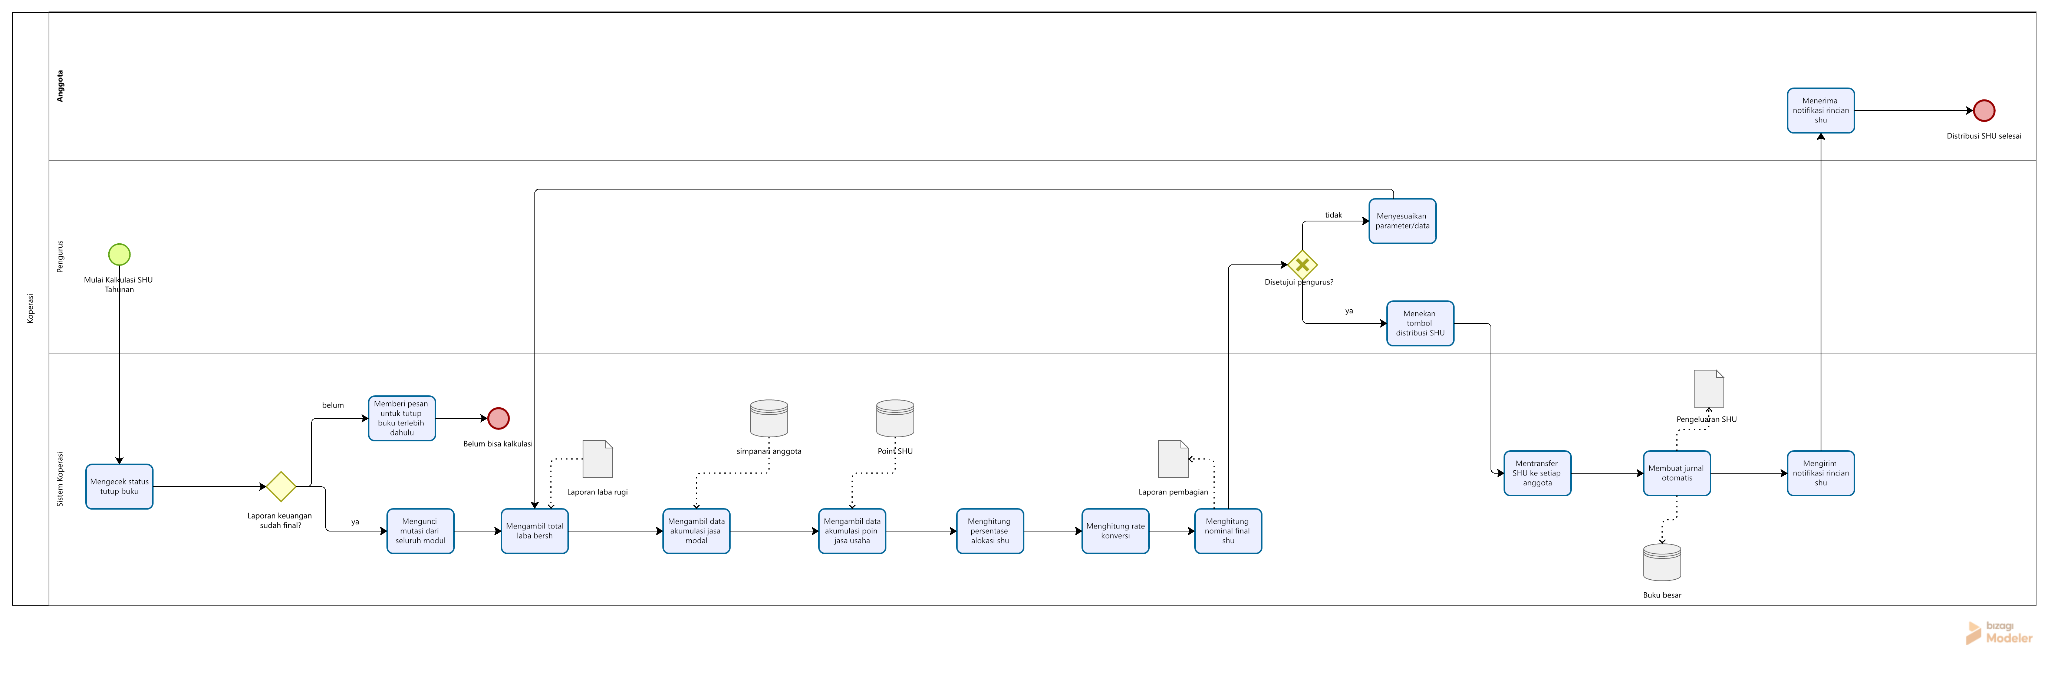 Koperasi
Anggota
Menerima
notifikasi rincian
shu
Distribusi SHU selesai
Pengurus
Mulai Kalkulasi SHU
Tahunan
tidak
Menyesuaikan
parameter/data
Disetujui pengurus?
ya
Menekan
tombol
distribusi SHU
Sistem Koperasi
Mengecek status
tutup buku
Laporan keuangan
sudah final?
belum
Memberi pesan
untuk tutup
buku terlebih
dahulu
Belum bisa kalkulasi
ya
Mengunci
mutasi dari
seluruh modul
Mengambil total
laba bersh
Laporan laba rugi
simpanan anggota
Mengambil data
akumulasi jasa
modal
Point SHU
Mengambil data
akumulasi poin
jasa usaha
Menghitung
persentase
alokasi shu
Menghitung rate
konversi
Laporan pembagian
Menghitung
nominal final
shu
Mentransfer
SHU ke setiap
anggota
Pengeluaran SHU
Membuat jurnal
otomatis
Buku besar
Mengirim
notifikasi rincian
shu
bizagi
Modeler